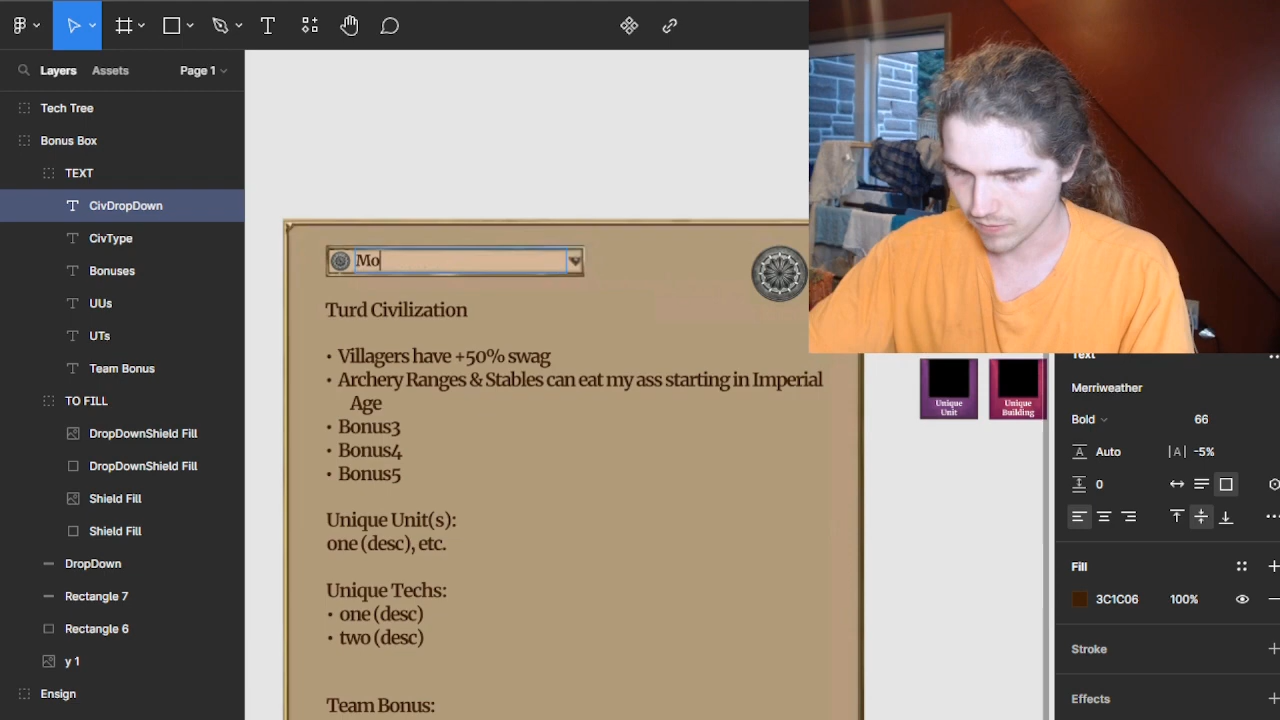 Layers Assets Page 1
Tech Tree
Bonus Box
TEXT
CivDropDown
CivType
Bonuses
UUs
UTs
Team Bonus
TO FILL
DropDownShield Fill
DropDownShield Fill
Shield Fill
Shield Fill
DropDown
Rectangle 7
Rectangle 6
y 1
Ensign
Mo
Turd Civilization
• Villagers have +50% swag
• Archery Ranges & Stables can eat my ass starting in Imperial
Age
• Bonus3
• Bonus4
• Bonus5
Unique Unit(s):
one (desc), etc.
Unique Techs:
• one (desc)
• two (desc)
Team Bonus:
Unique
Unit
Unique
Building
Text
Merriweather
Bold 66
A Auto |A| -5%
0
Fill
3C1C06 100%
Stroke
Effects